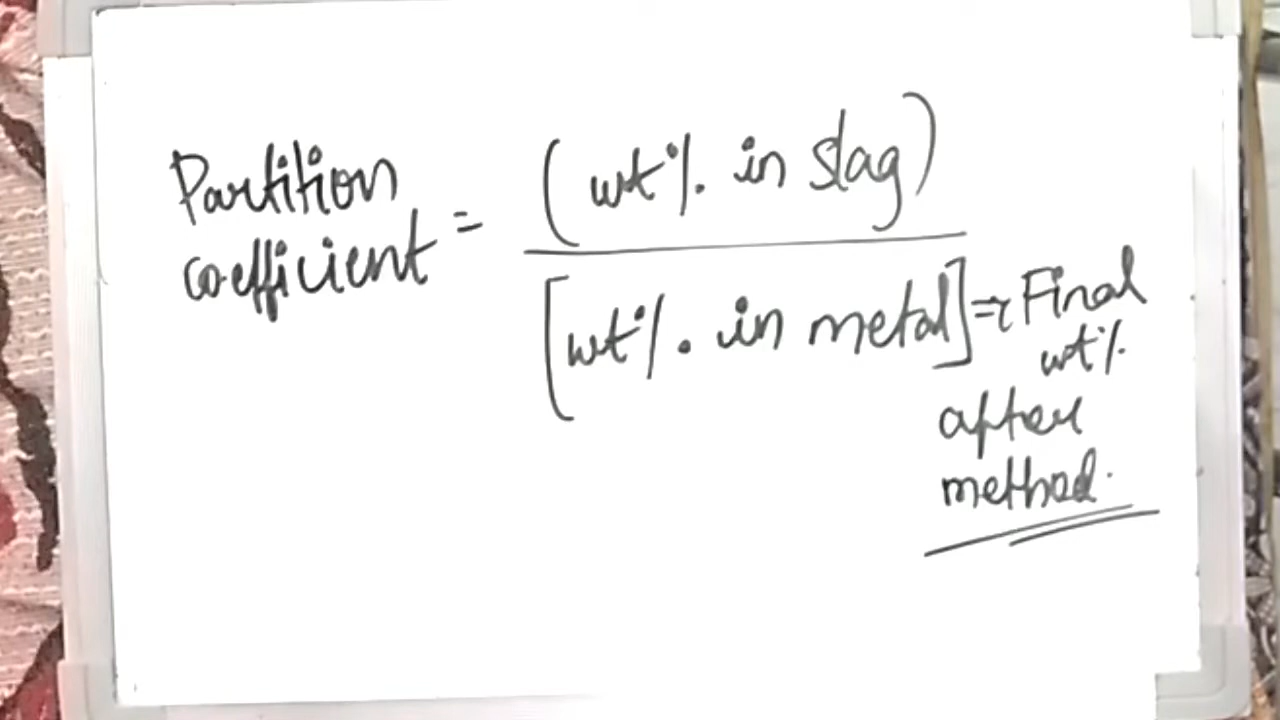 Partition
coefficient = (wt%. in slag)
[wt%. in metal] => Final
wt%.
after
method.